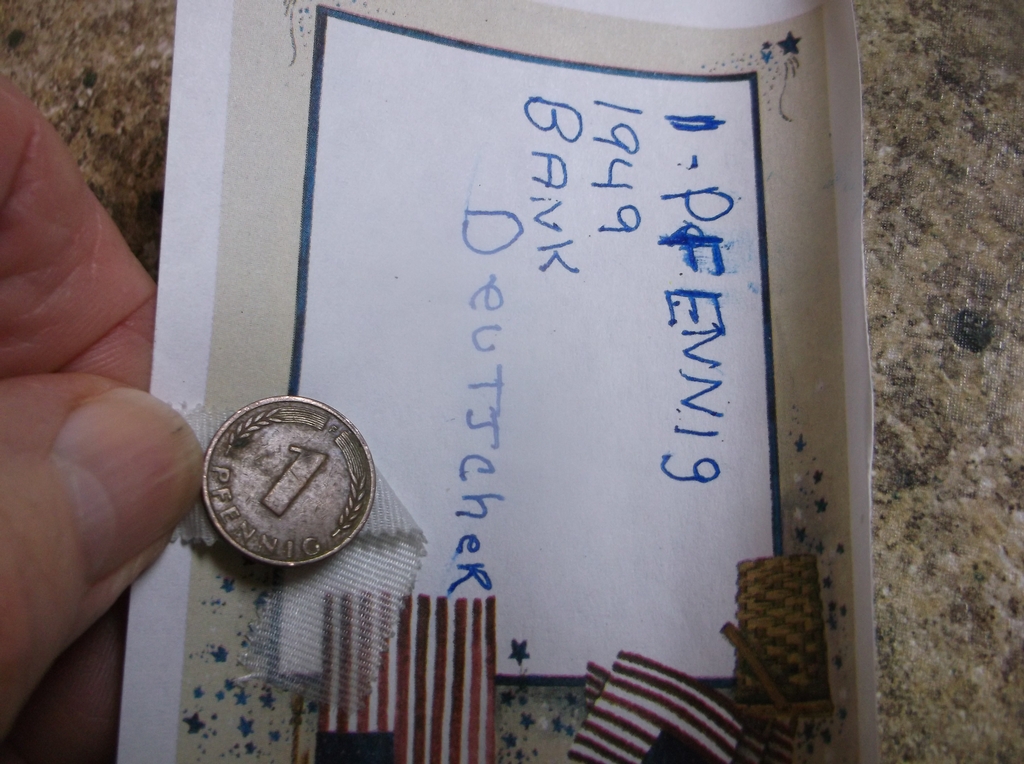 1-PFENNIG
1949
BANK
DeuTscheR
1
PFENNIG